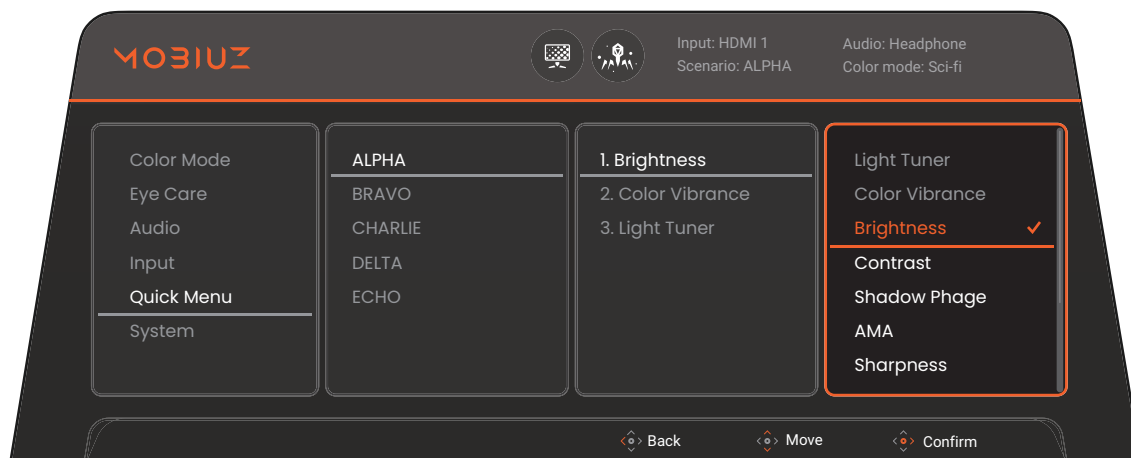 MOBIUZ
Input: HDMI 1
Scenario: ALPHA
Audio: Headphone
Color mode: Sci-fi
Color Mode
Eye Care
Audio
Input
Quick Menu
System
ALPHA
BRAVO
CHARLIE
DELTA
ECHO
1. Brightness
2. Color Vibrance
3. Light Tuner
Light Tuner
Color Vibrance
Brightness
Contrast
Shadow Phage
AMA
Sharpness
Back
Move
Confirm